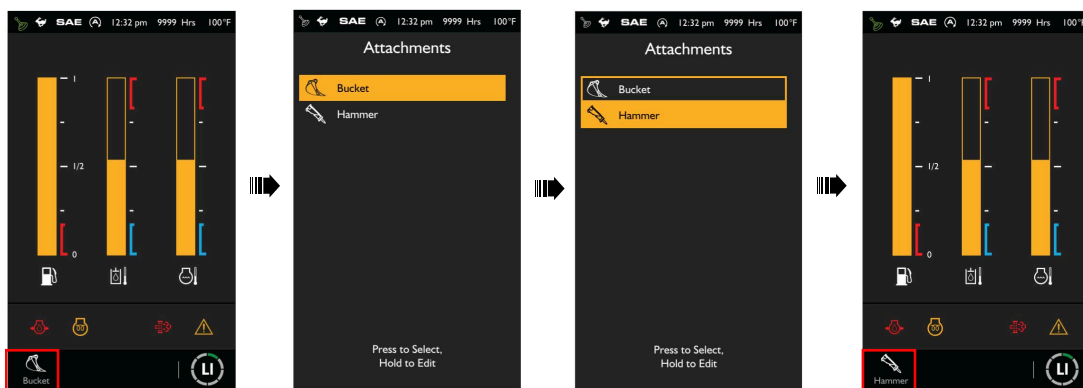 SAE A 12:32 pm 9999 Hrs 100°F
1
1/2
0
Bucket
LI
SAE A 12:32 pm 9999 Hrs 100°F
Attachments
Bucket
Hammer
Press to Select,
Hold to Edit
SAE A 12:32 pm 9999 Hrs 100°F
Attachments
Bucket
Hammer
Press to Select,
Hold to Edit
SAE A 12:32 pm 9999 Hrs 100°F
1
1/2
0
Hammer
LI